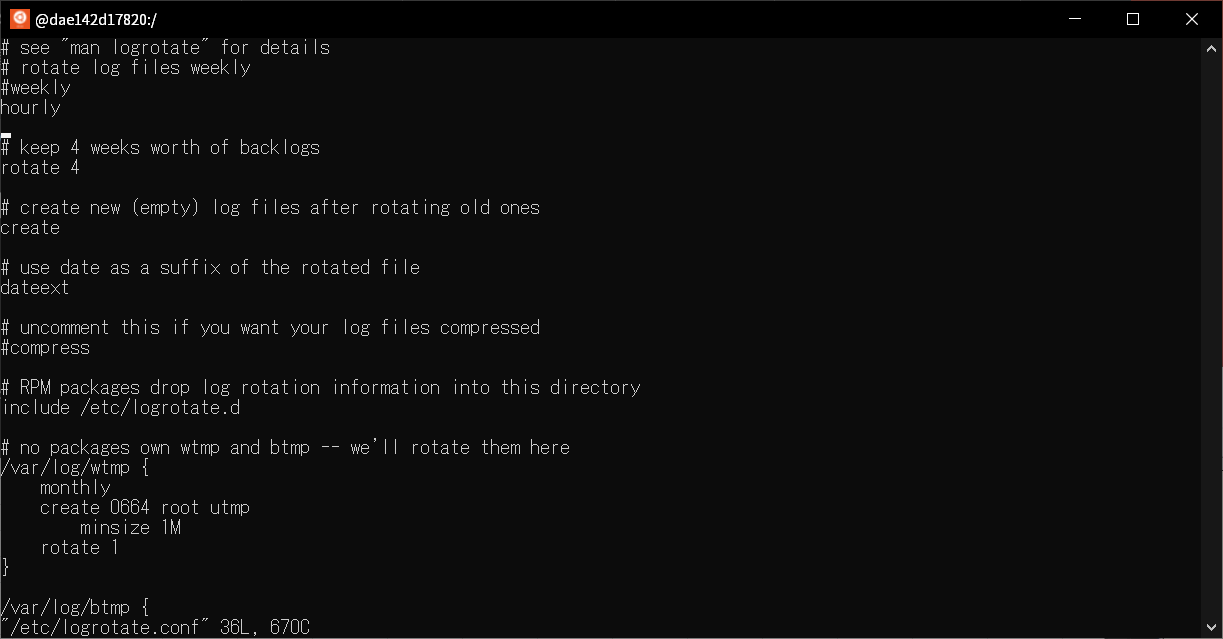 @dae142d17820:/
# see "man logrotate" for details
# rotate log files weekly
#weekly
hourly
# keep 4 weeks worth of backlogs
rotate 4
# create new (empty) log files after rotating old ones
create
# use date as a suffix of the rotated file
dateext
# uncomment this if you want your log files compressed
#compress
# RPM packages drop log rotation information into this directory
include /etc/logrotate.d
# no packages own wtmp and btmp -- we'll rotate them here
/var/log/wtmp {
    monthly
    create 0664 root utmp
        minsize 1M
    rotate 1
}
/var/log/btmp {
"/etc/logrotate.conf" 36L, 670C